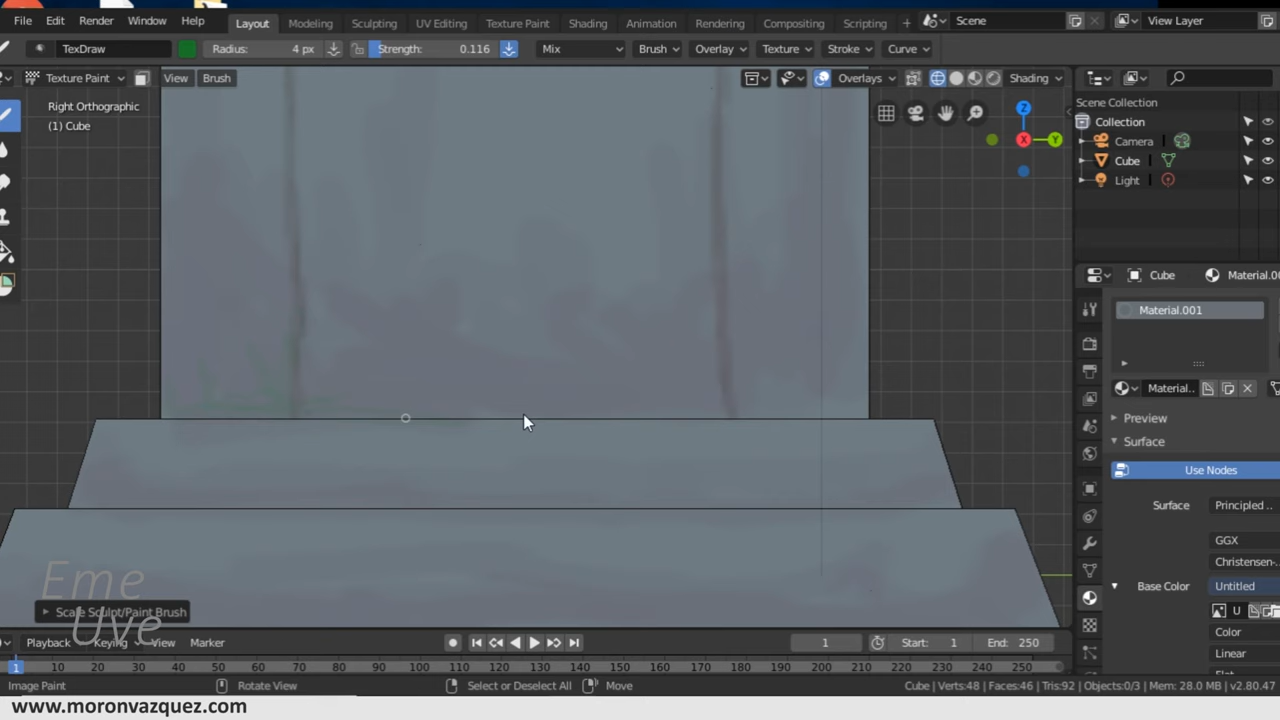 File Edit Render Window Help Layout Modeling Sculpting UV Editing Texture Paint Shading Animation Rendering Compositing Scripting + Scene View Layer
TexDraw Radius: 4 px Strength: 0.116 Mix Brush Overlay Texture Stroke Curve
Texture Paint View Brush Overlays Shading
Right Orthographic
(1) Cube
Z
X
Y
Scene Collection
Collection
Camera
Cube
Light
Cube Material.00
Material.001
Material..
Preview
Surface
Use Nodes
Surface Principled ..
GGX
Christensen-.
Base Color Untitled
U
Color
Linear
Flat
Eme
Uve
Scale Sculpt/Paint Brush
Playback Keying View Marker 1 Start: 1 End: 250
1 10 20 30 40 50 60 70 80 90 100 110 120 130 140 150 160 170 180 190 200 210 220 230 240 250
Image Paint Rotate View Select or Deselect All Move Cube | Verts:48 | Faces:46 | Tris:92 | Objects:0/3 | Mem: 28.0 MB | v2.80.47
www.moronvazquez.com